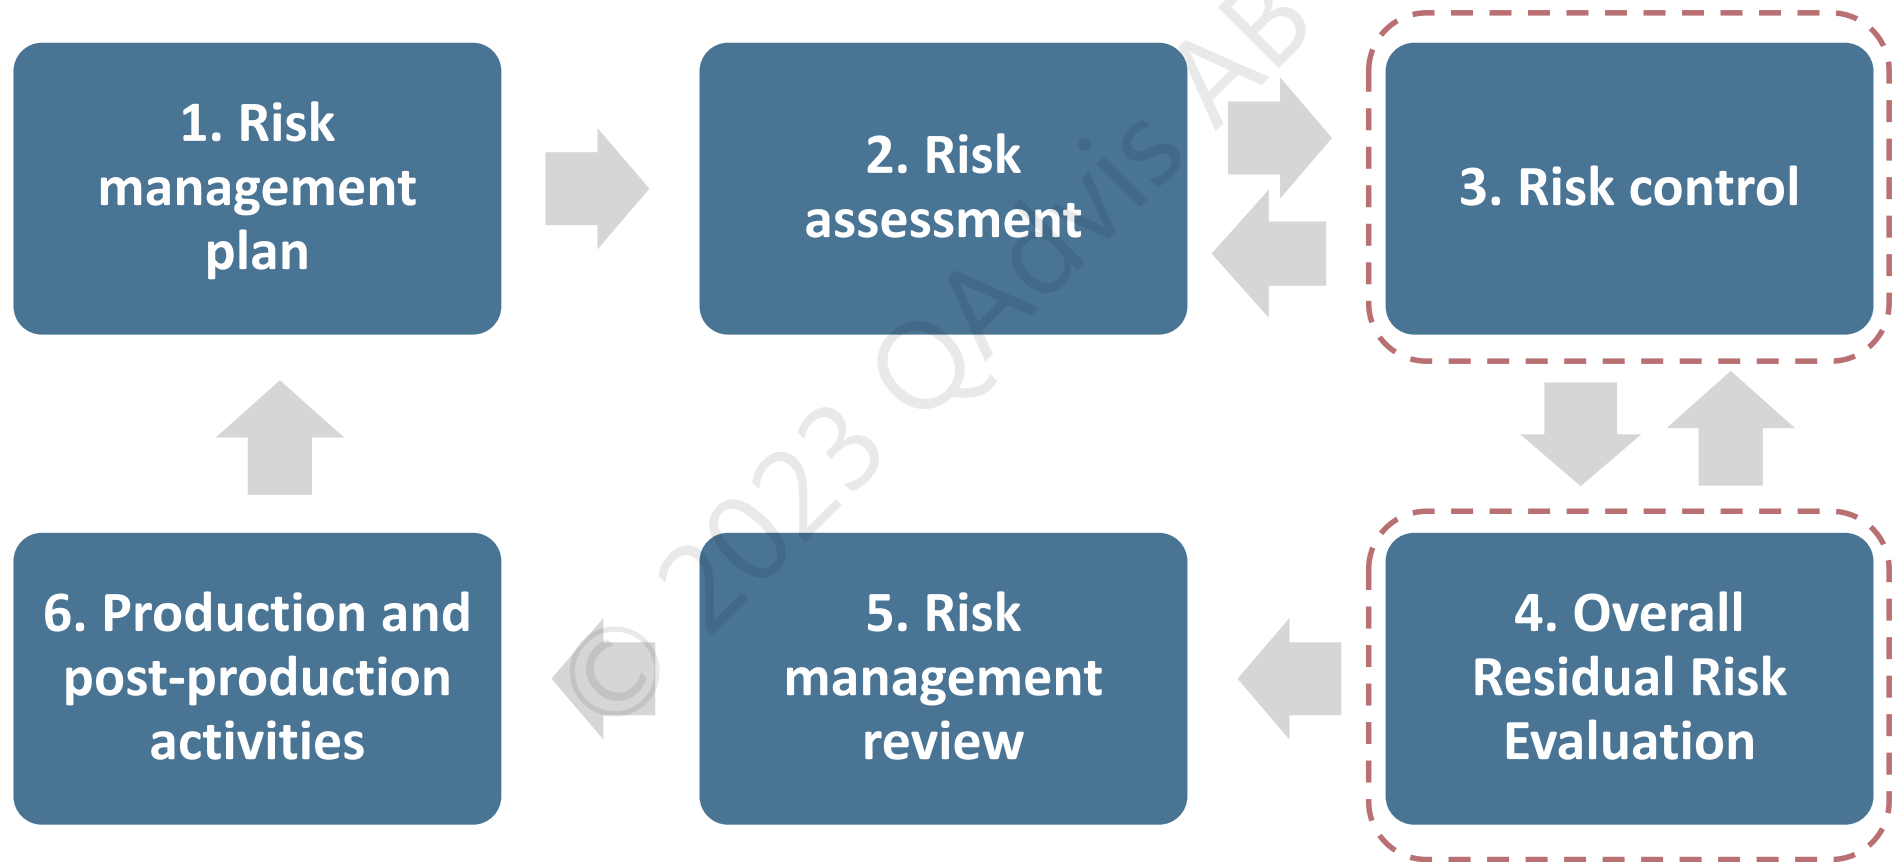 1. Risk
management
plan
2. Risk
assessment
3. Risk control
6. Production and
post-production
activities
5. Risk
management
review
4. Overall
Residual Risk
Evaluation
© 2023 QAdvis AB